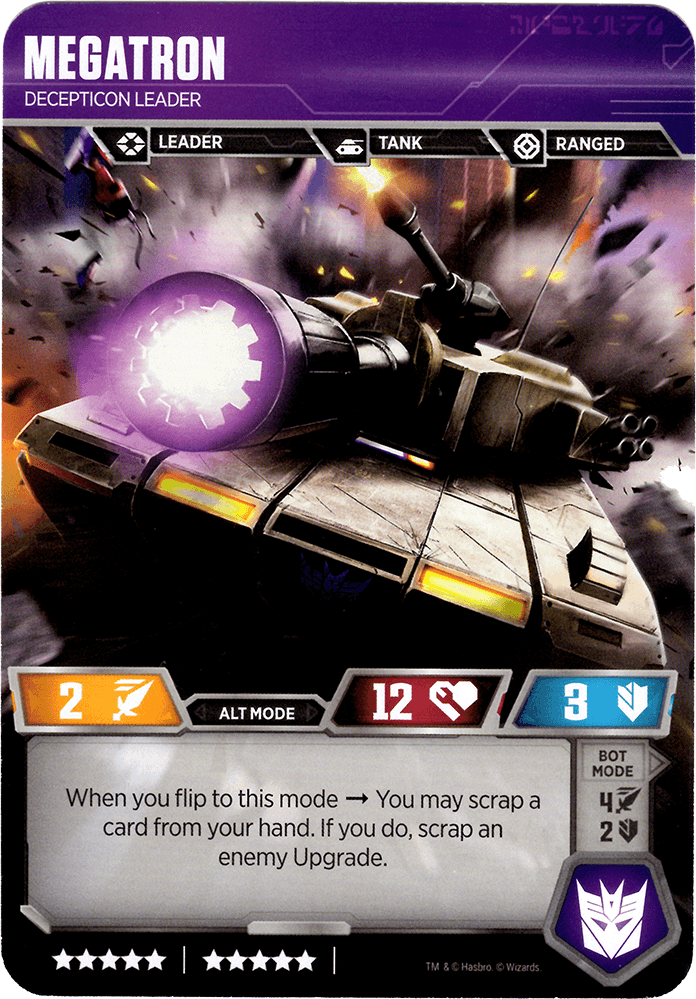 MEGATRON
DECEPTICON LEADER
LEADER TANK RANGED
2 ALT MODE 12 3
When you flip to this mode → You may scrap a
card from your hand. If you do, scrap an
enemy Upgrade.
BOT
MODE
4
2
TM & © Hasbro. © Wizards.